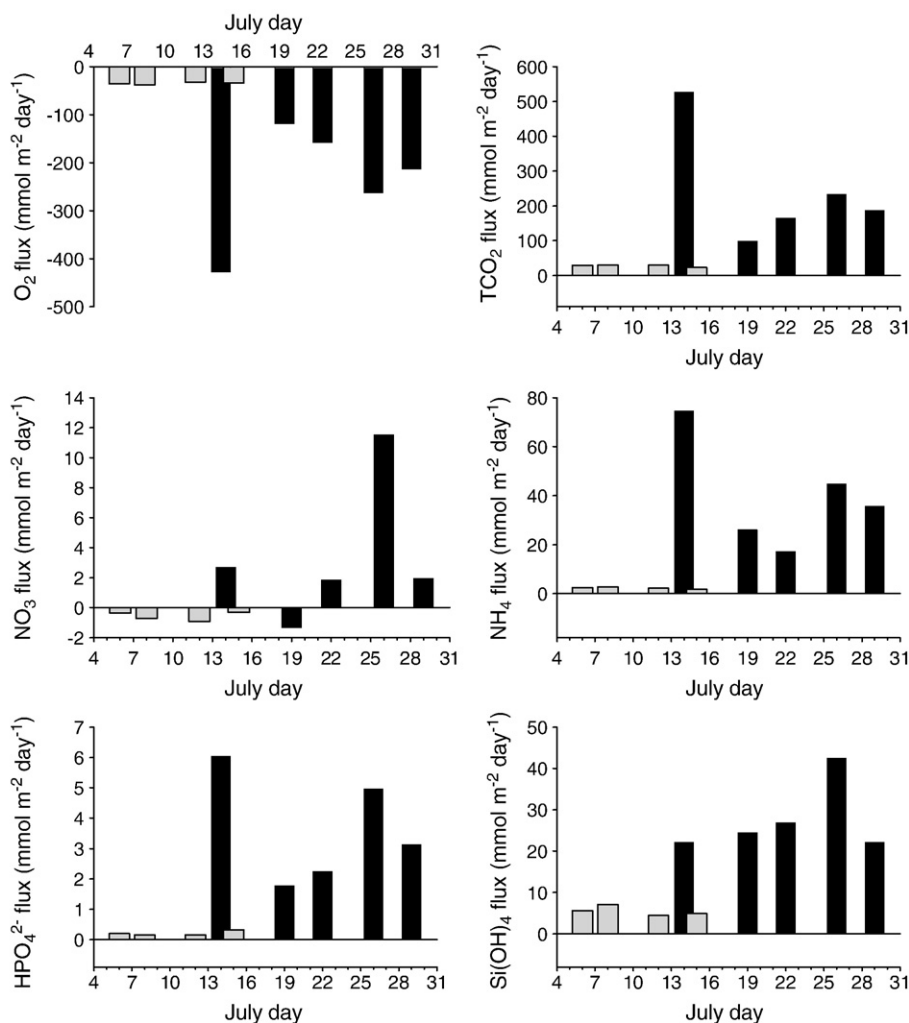 July day
4 7 10 13 16 19 22 25 28 31
0
-100
-200
-300
-400
-500
O₂ flux (mmol m⁻² day⁻¹)
600
500
400
300
200
100
0
TCO₂ flux (mmol m⁻² day⁻¹)
4 7 10 13 16 19 22 25 28 31
July day
14
12
10
8
6
4
2
0
-2
NO₃ flux (mmol m⁻² day⁻¹)
4 7 10 13 16 19 22 25 28 31
July day
80
60
40
20
0
NH₄ flux (mmol m⁻² day⁻¹)
4 7 10 13 16 19 22 25 28 31
July day
7
6
5
4
3
2
1
0
HPO₄²⁻ flux (mmol m⁻² day⁻¹)
4 7 10 13 16 19 22 25 28 31
July day
50
40
30
20
10
0
Si(OH)₄ flux (mmol m⁻² day⁻¹)
4 7 10 13 16 19 22 25 28 31
July day